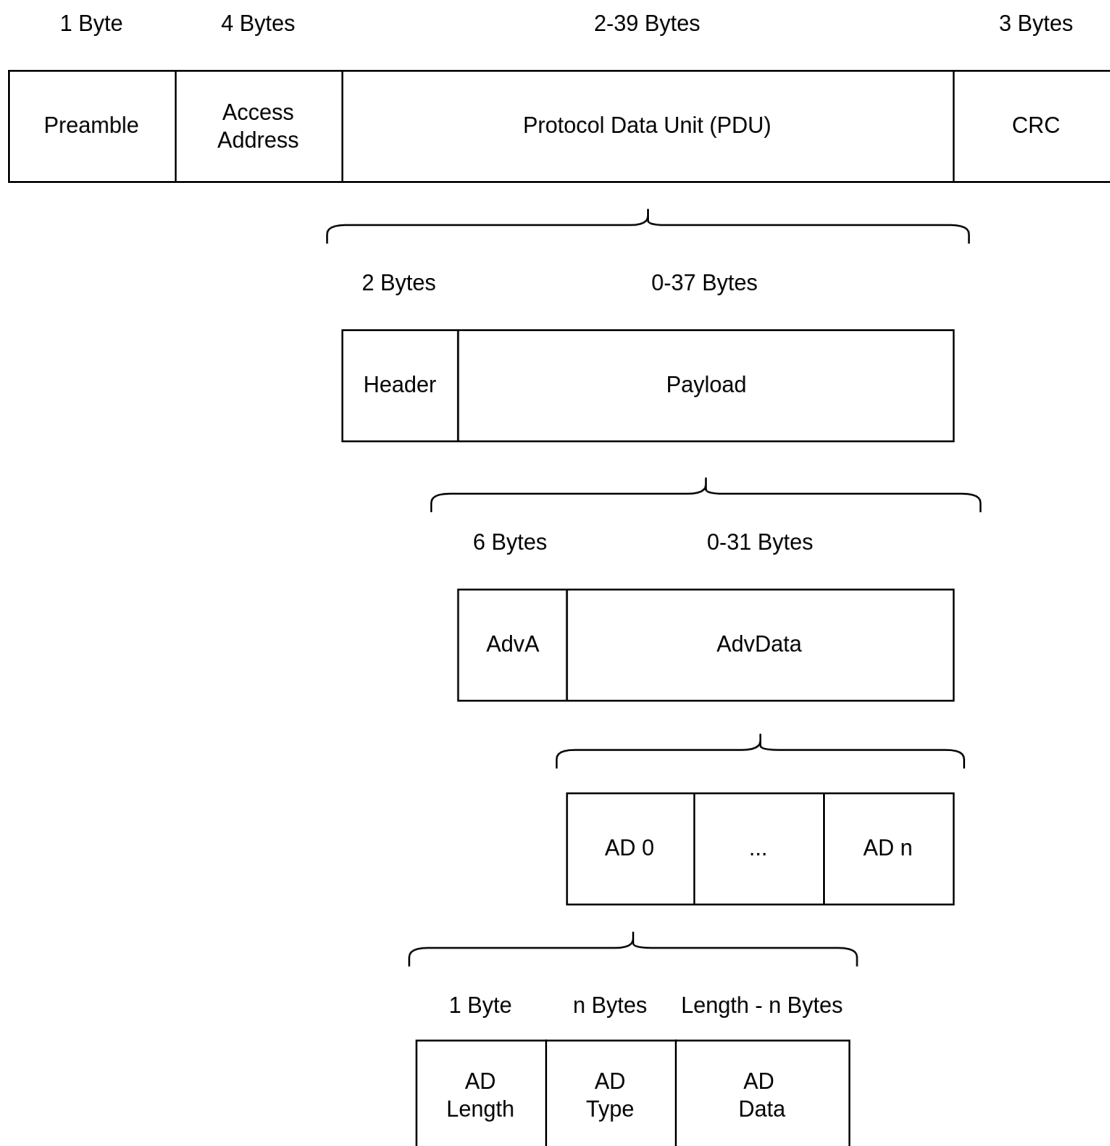 1 Byte
4 Bytes
2-39 Bytes
3 Bytes
Preamble
Access
Address
Protocol Data Unit (PDU)
CRC
2 Bytes
0-37 Bytes
Header
Payload
6 Bytes
0-31 Bytes
AdvA
AdvData
AD 0
...
AD n
1 Byte
n Bytes
Length - n Bytes
AD
Length
AD
Type
AD
Data